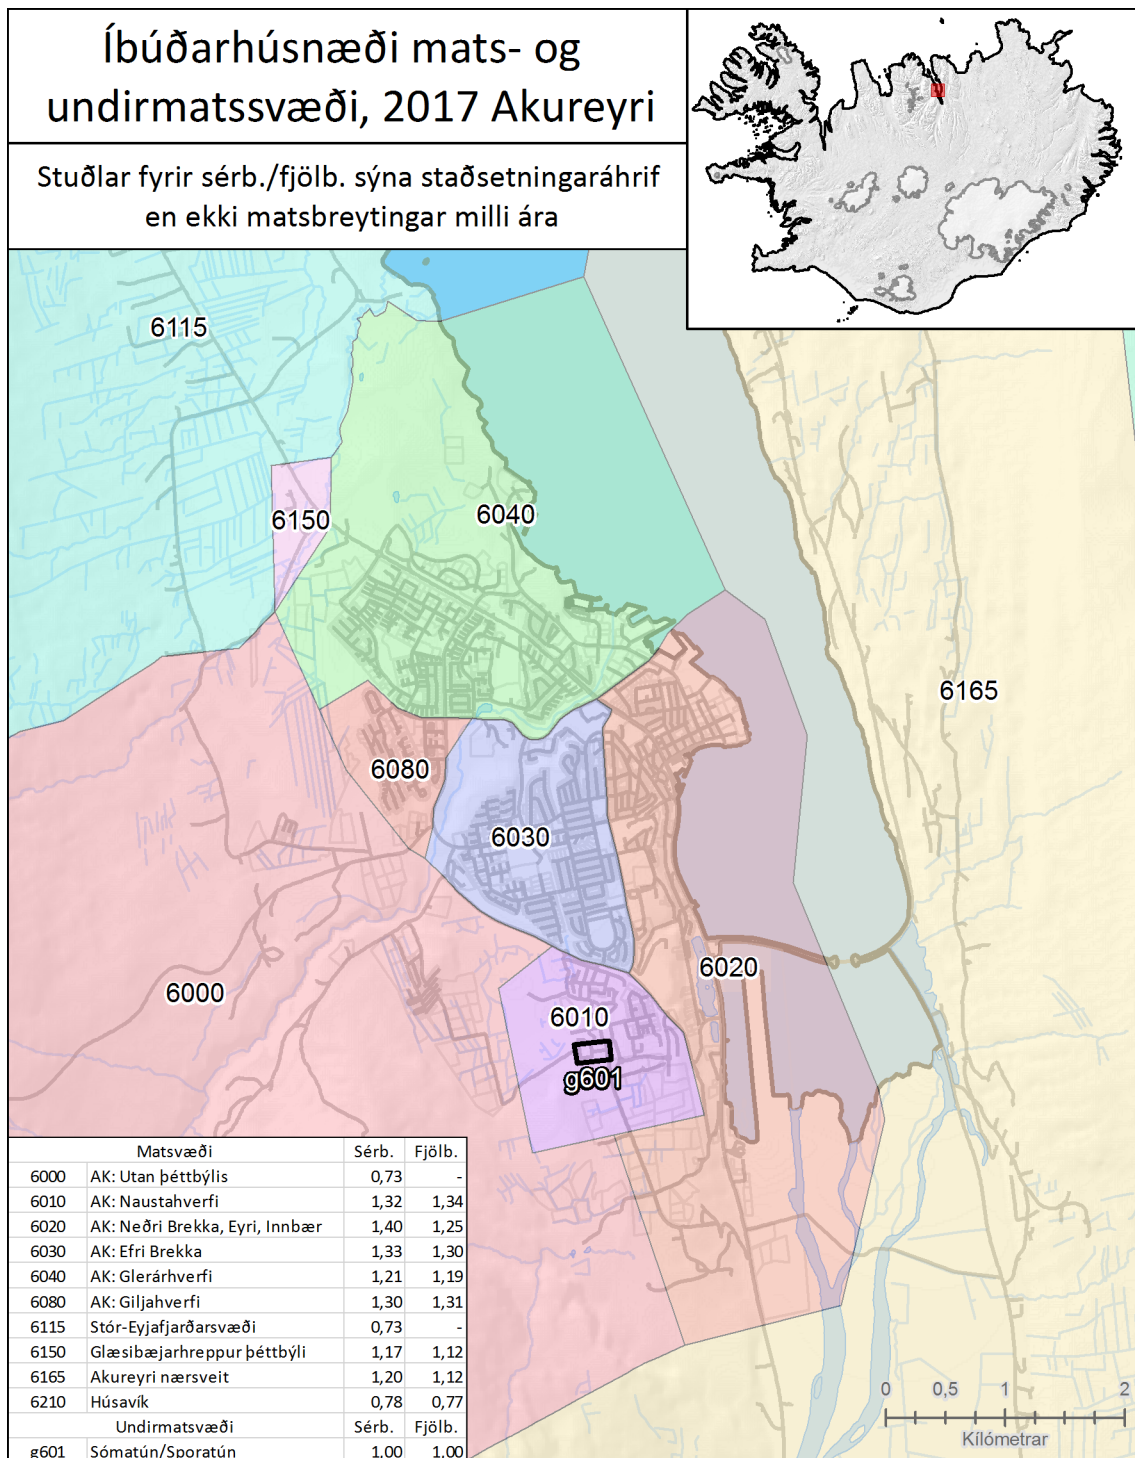 Íbúðarhúsnæði mats- og
undirmatssvæði, 2017 Akureyri
Stuðlar fyrir sérb./fjölb. sýna staðsetningaráhrif
en ekki matsbreytingar milli ára
6115
6150
6040
6165
6080
6030
6000
6020
6010
g601
Matsvæði Sérb. Fjölb.
6000 AK: Utan þéttbýlis 0,73 -
6010 AK: Naustahverfi 1,32 1,34
6020 AK: Neðri Brekka, Eyri, Innbær 1,40 1,25
6030 AK: Efri Brekka 1,33 1,30
6040 AK: Glerárhverfi 1,21 1,19
6080 AK: Giljahverfi 1,30 1,31
6115 Stór-Eyjafjarðarsvæði 0,73 -
6150 Glæsibæjarhreppur þéttbýli 1,17 1,12
6165 Akureyri nærsveit 1,20 1,12
6210 Húsavík 0,78 0,77
Undirmatsvæði Sérb. Fjölb.
g601 Sómatún/Sporatún 1,00 1,00
0 0,5 1 2
Kílómetrar